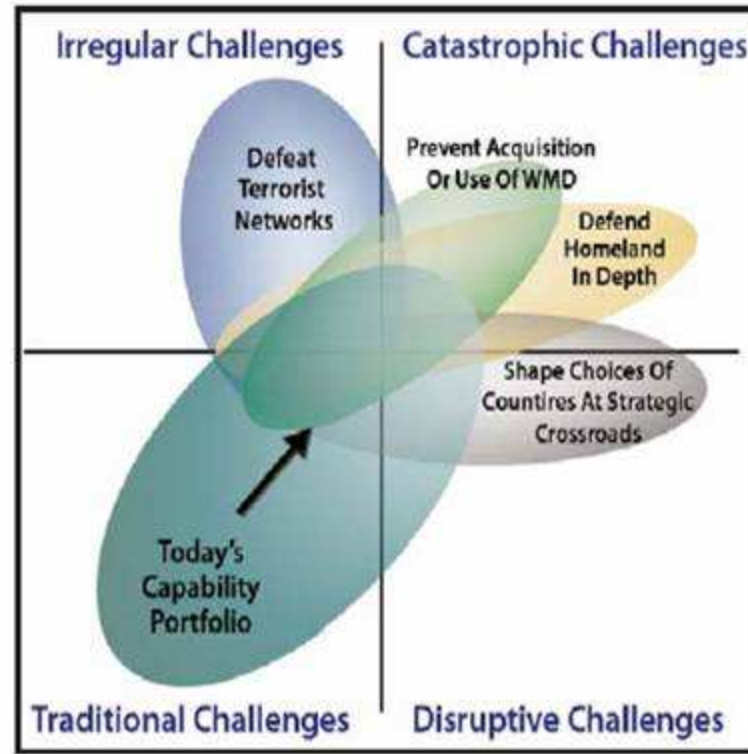 Irregular Challenges
Catastrophic Challenges
Defeat
Terrorist
Networks
Prevent Acquisition
Or Use Of WMD
Defend
Homeland
In Depth
Shape Choices Of
Countires At Strategic
Crossroads
Today's
Capability
Portfolio
Traditional Challenges
Disruptive Challenges